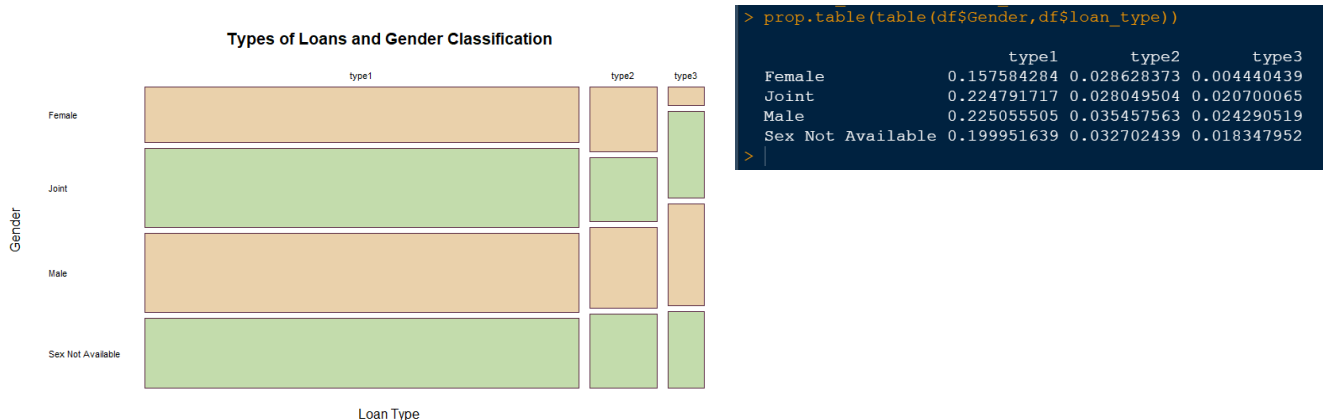 Types of Loans and Gender Classification
type1 type2 type3
Female
Joint
Male
Sex Not Available
Gender
Loan Type
> prop.table(table(df$Gender,df$loan_type))
type1 type2 type3
Female 0.157584284 0.028628373 0.004440439
Joint 0.224791717 0.028049504 0.020700065
Male 0.225055505 0.035457563 0.024290519
Sex Not Available 0.199951639 0.032702439 0.018347952
>